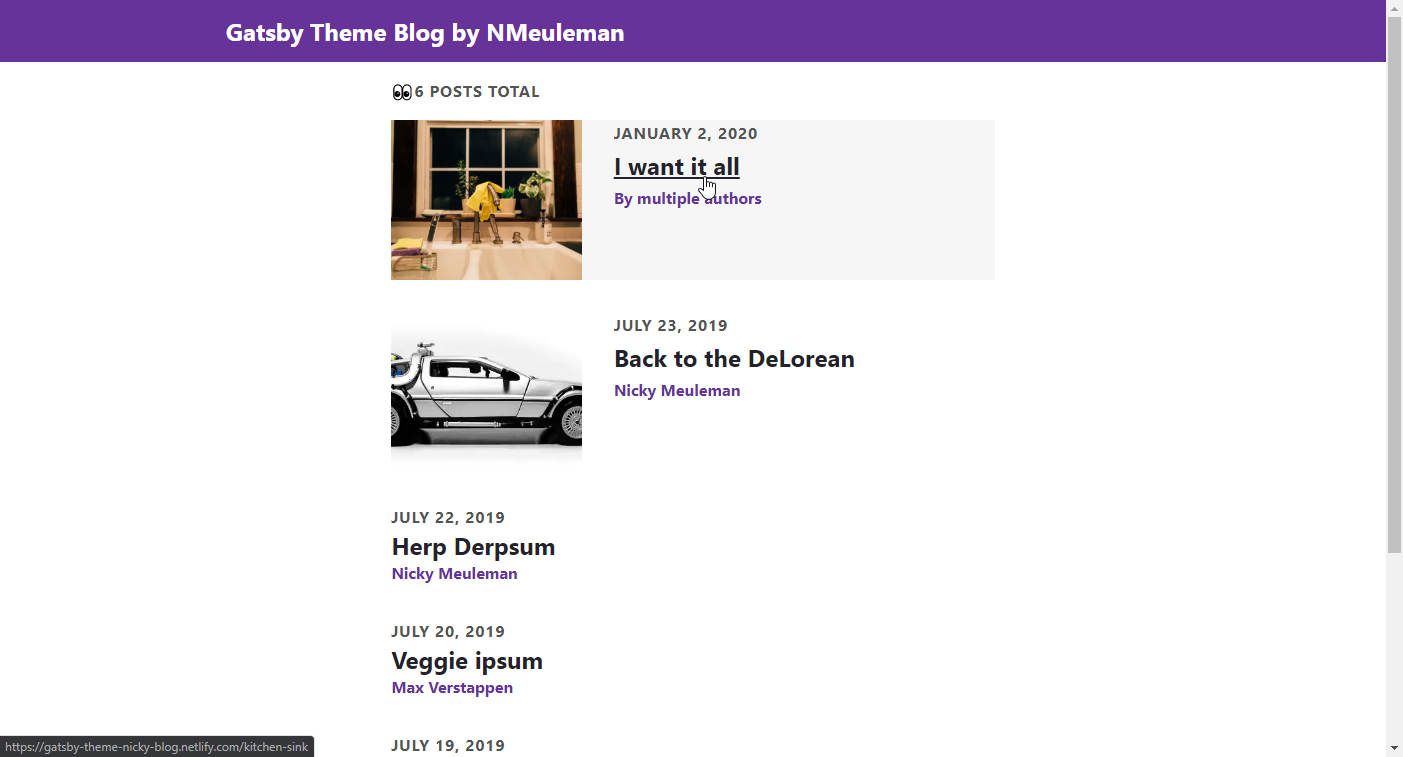 Gatsby Theme Blog by NMeuleman
👀6 POSTS TOTAL
JANUARY 2, 2020
I want it all
By multiple authors
JULY 23, 2019
Back to the DeLorean
Nicky Meuleman
JULY 22, 2019
Herp Derpsum
Nicky Meuleman
JULY 20, 2019
Veggie ipsum
Max Verstappen
JULY 19, 2019
https://gatsby-theme-nicky-blog.netlify.com/kitchen-sink